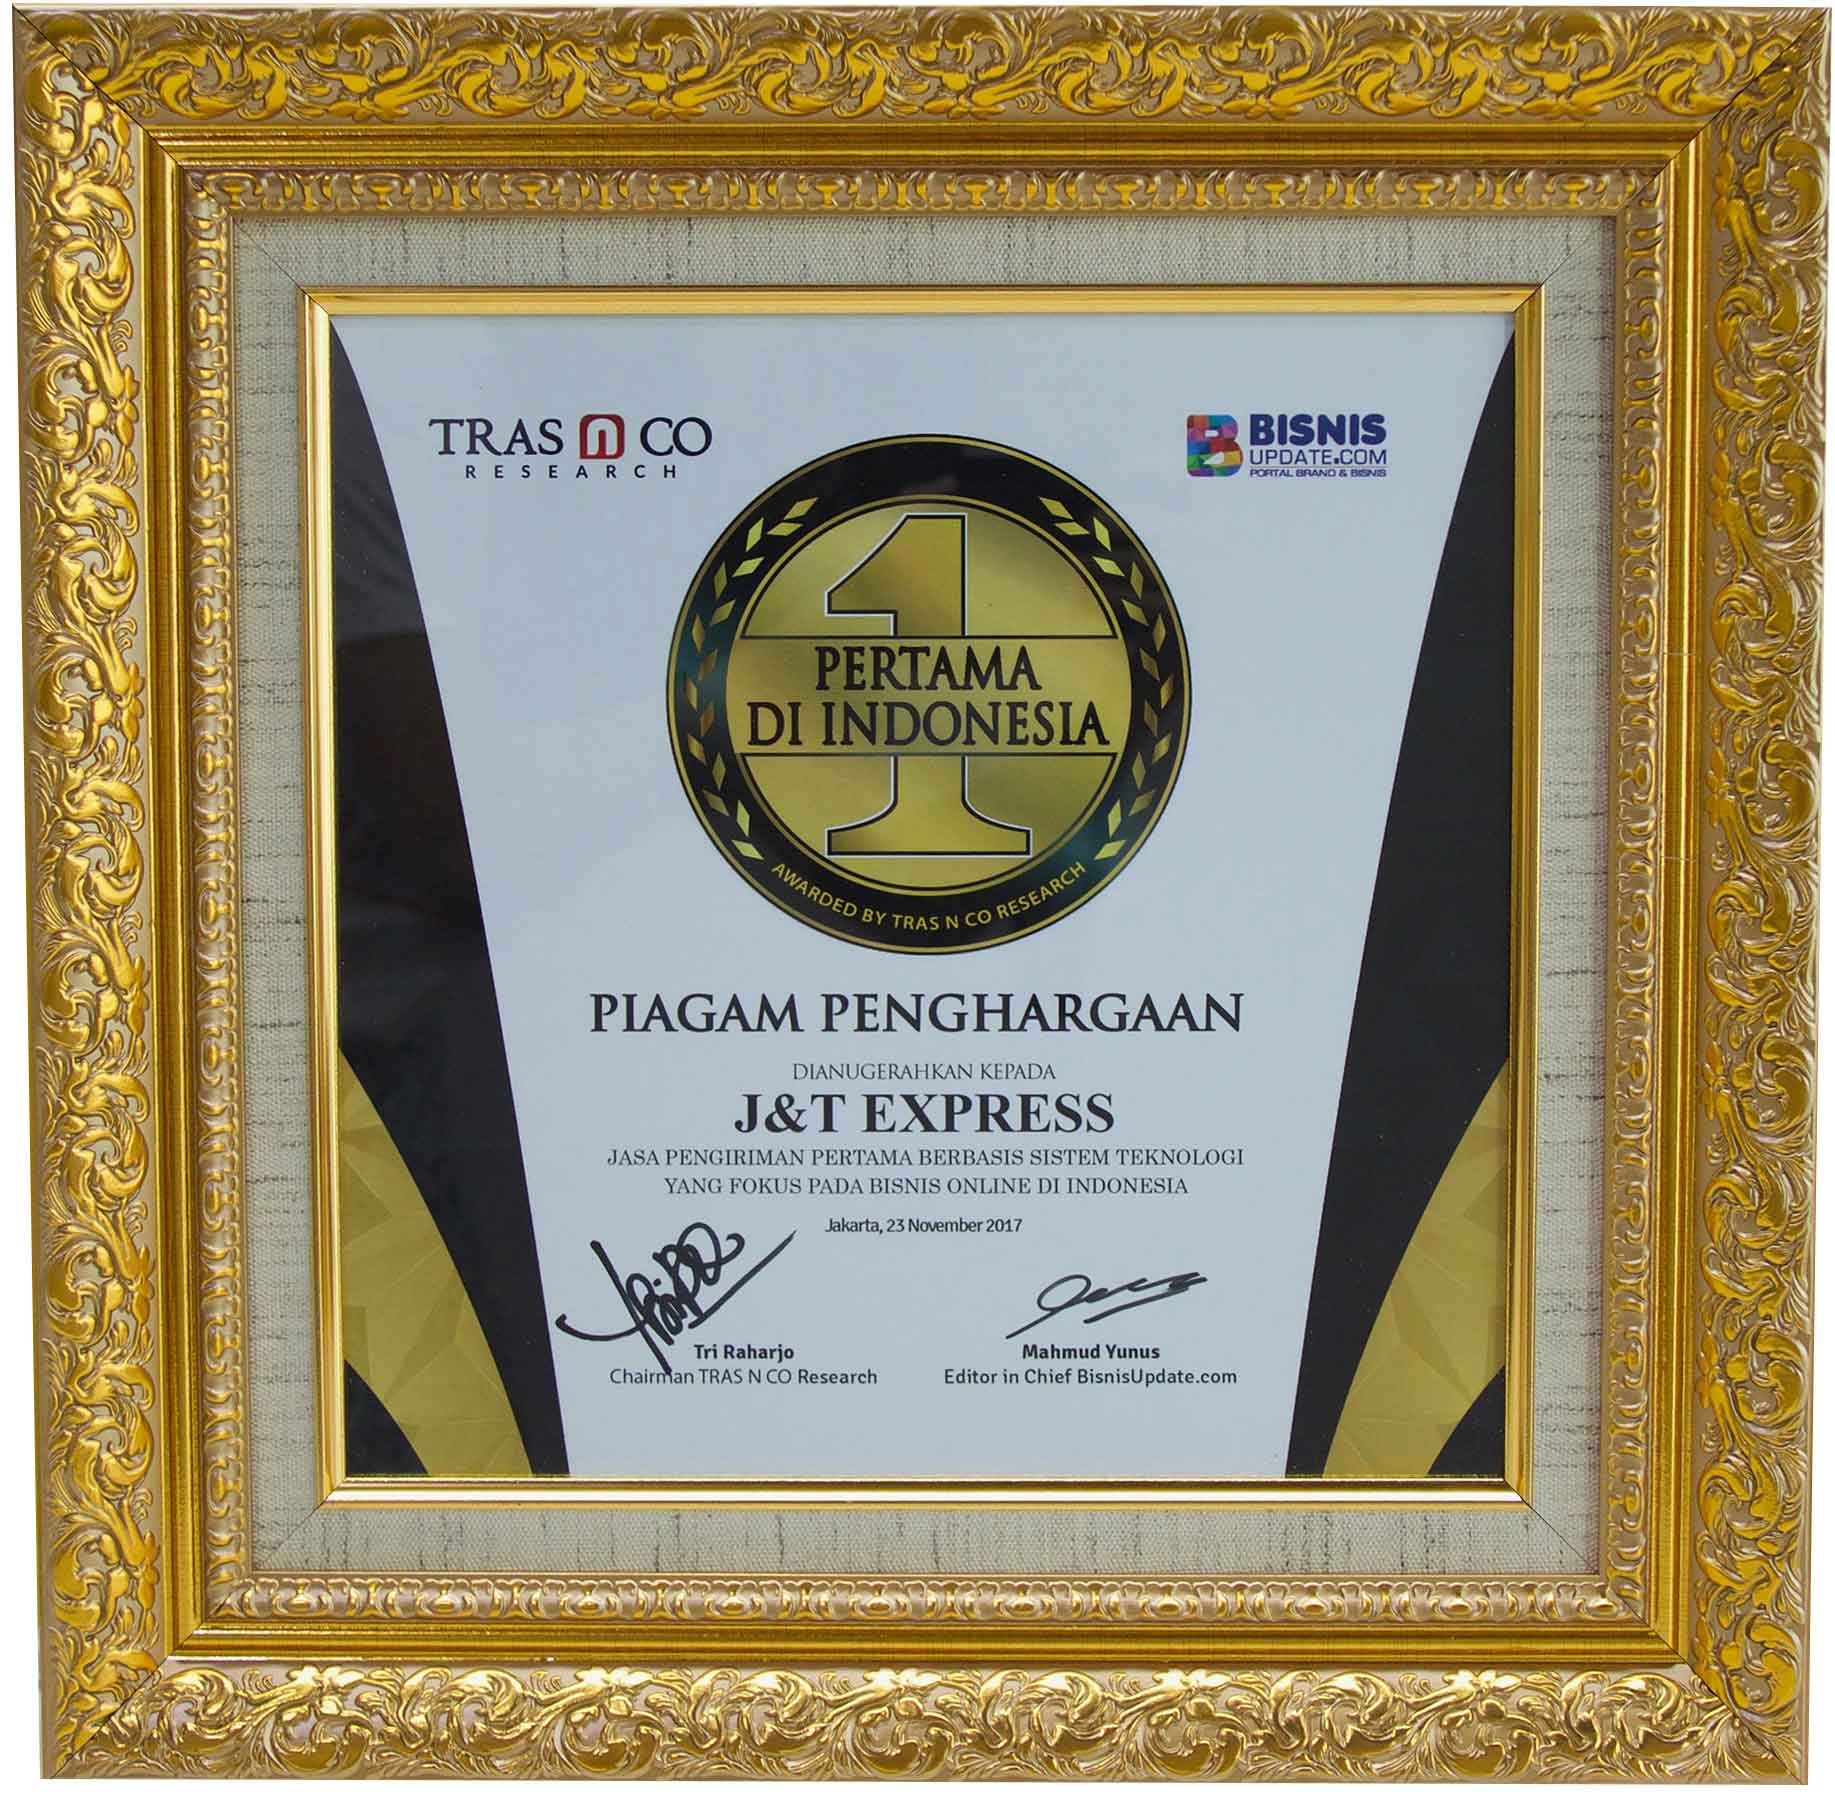 TRAS n CO
RESEARCH
BISNIS
UPDATE.COM
PORTAL BRAND & BISNIS
1
PERTAMA
DI INDONESIA
AWARDED BY TRAS N CO RESEARCH
PIAGAM PENGHARGAAN
DIANUGERAHKAN KEPADA
J&T EXPRESS
JASA PENGIRIMAN PERTAMA BERBASIS SISTEM TEKNOLOGI
YANG FOKUS PADA BISNIS ONLINE DI INDONESIA
Jakarta, 23 November 2017
Tri Raharjo
Chairman TRAS N CO Research
Mahmud Yunus
Editor in Chief BisnisUpdate.com